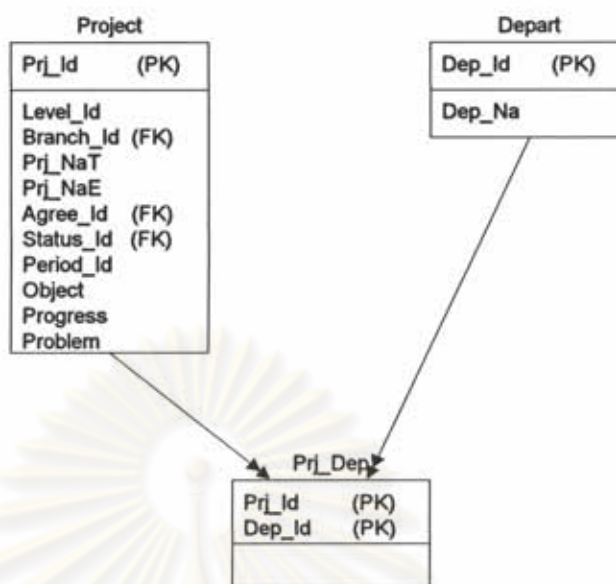 Project
Prj_Id (PK)
Level_Id
Branch_Id (FK)
Prj_NaT
Prj_NaE
Agree_Id (FK)
Status_Id (FK)
Period_Id
Object
Progress
Problem
Depart
Dep_Id (PK)
Dep_Na
Prj_Dep
Prj_Id (PK)
Dep_Id (PK)